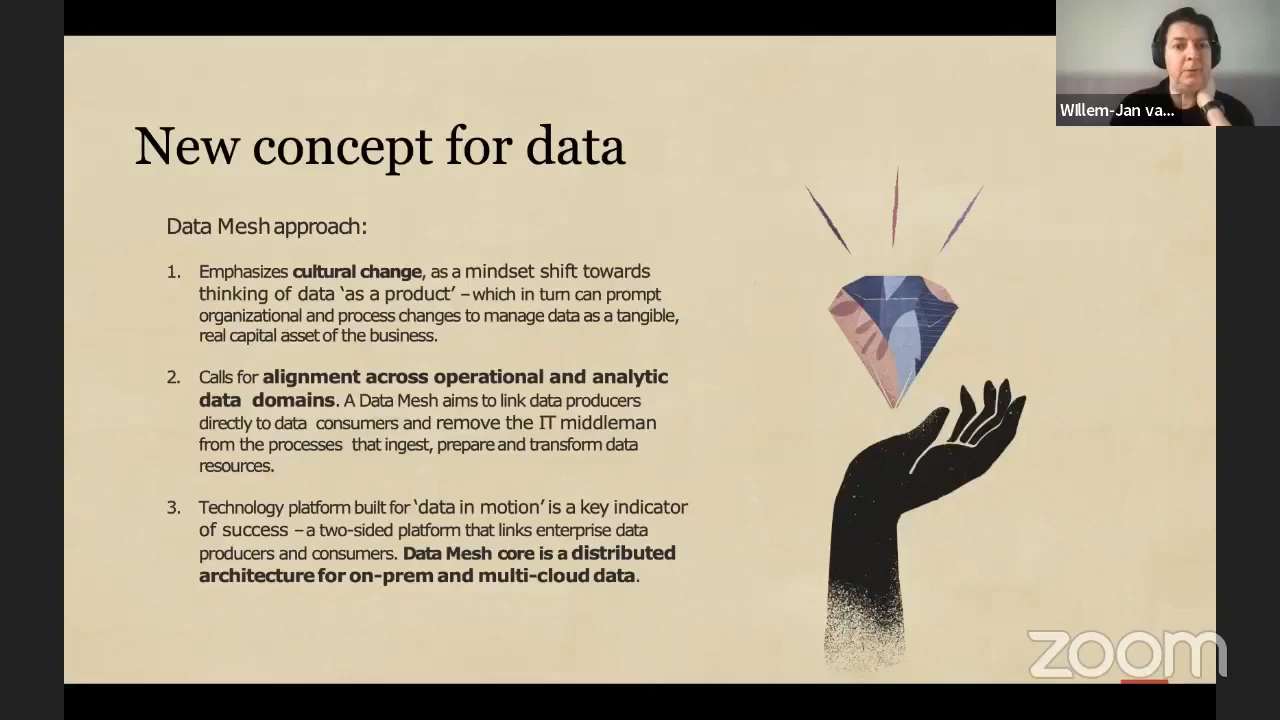 WIllem-Jan va...
New concept for data
Data Mesh approach:
1. Emphasizes cultural change, as a mindset shift towards
thinking of data ‘as a product’ – which in turn can prompt
organizational and process changes to manage data as a tangible,
real capital asset of the business.
2. Calls for alignment across operational and analytic
data domains. A Data Mesh aims to link data producers
directly to data consumers and remove the IT middleman
from the processes that ingest, prepare and transform data
resources.
3. Technology platform built for ‘data in motion’ is a key indicator
of success – a two-sided platform that links enterprise data
producers and consumers. Data Mesh core is a distributed
architecture for on-prem and multi-cloud data.
zoom